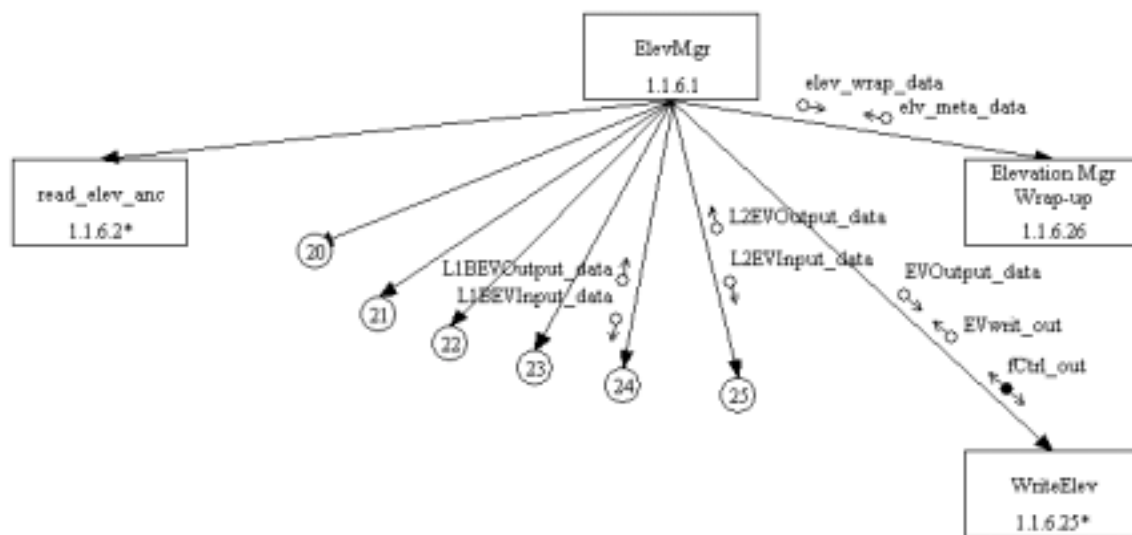 ElevMgr
1.1.6.1
elev_wrap_data
elv_meta_data
read_elev_anc
1.1.6.2*
Elevation Mgr
Wrap-up
1.1.6.26
20
21
22
23
24
25
L1BEVOutput_data
L1BEVInput_data
L2EVOutput_data
L2EVInput_data
EVOutput_data
EVwrit_out
fCtrl_out
WriteElev
1.1.6.25*